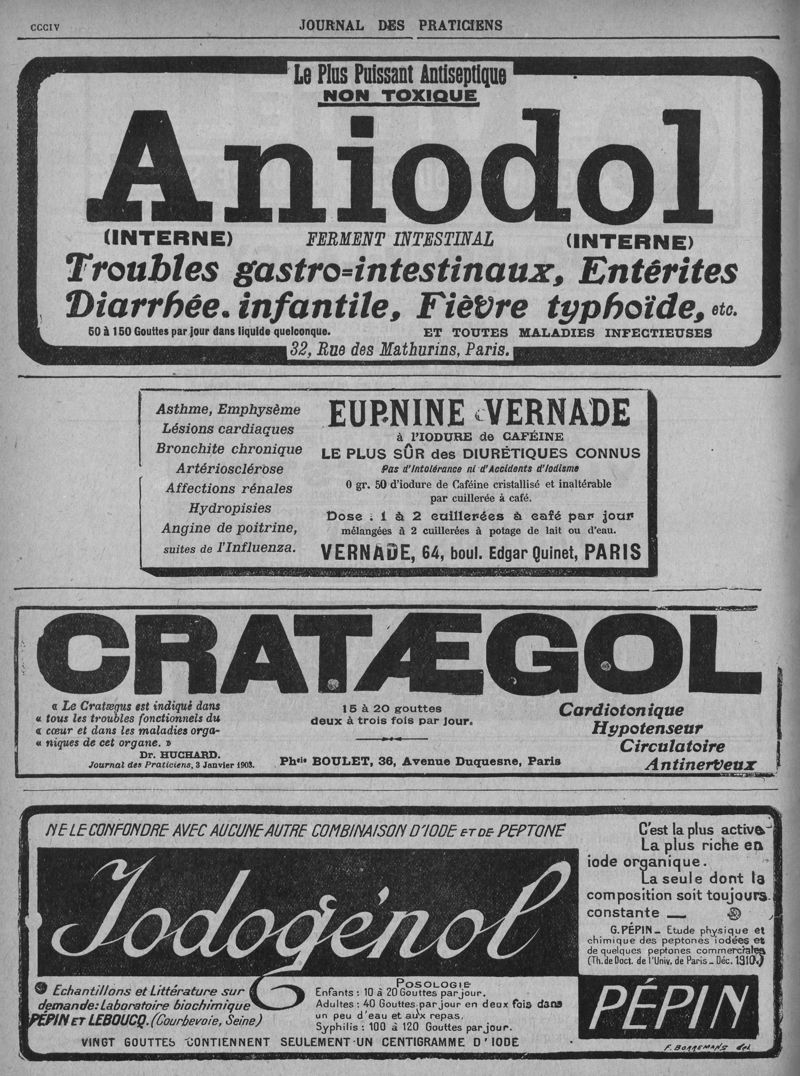 CCCIV
JOURNAL DES PRATICIENS
Le Plus Puissant Antiseptique
NON TOXIQUE
Aniodol
(INTERNE) FERMENT INTESTINAL (INTERNE)
Troubles gastro=intestinaux, Entérites
Diarrhée. infantile, Fièvre typhoïde, etc.
50 à 150 Gouttes par jour dans liquide quelconque. ET TOUTES MALADIES INFECTIEUSES
32, Rue des Mathurins, Paris.
Asthme, Emphysème
Lésions cardiaques
Bronchite chronique
Artériosclérose
Affections rénales
Hydropisies
Angine de poitrine,
suites de l'Influenza.
EUPNINE VERNADE
à l'IODURE de CAFÉINE
LE PLUS SÛR des DIURÉTIQUES CONNUS
Pas d'Intolérance ni d'Accidents d'Iodisme
0 gr. 50 d'iodure de Caféine cristallisé et inaltérable
par cuillerée à café.
Dose : 1 à 2 cuillerées à café par jour
mélangées à 2 cuillerées à potage de lait ou d'eau.
VERNADE, 64, boul. Edgar Quinet, PARIS
CRATÆGOL
« Le Cratægus est indiqué dans
« tous les troubles fonctionnels du
« cœur et dans les maladies orga-
« niques de cet organe. »
Dr. HUCHARD.
Journal des Praticiens, 3 Janvier 1903.
15 à 20 gouttes
deux à trois fois par jour.
Phcie BOULET, 36, Avenue Duquesne, Paris
Cardiotonique
Hypotenseur
Circulatoire
Antinerveux
NE LE CONFONDRE AVEC AUCUNE AUTRE COMBINAISON D'IODE ET DE PEPTONE
Iodogénol
C'est la plus active
La plus riche en
iode organique.
La seule dont la
composition soit toujours
constante —
G. PÉPIN _ Etude physique et
chimique des peptones iodées et
de quelques peptones commerciales
(Th. de Doct. de l'Univ. de Paris _ Déc. 1910.)
Echantillons et Littérature sur
demande: Laboratoire biochimique
PÉPIN ET LEBOUCQ. (Courbevoie, Seine)
POSOLOGIE
Enfants : 10 à 20 Gouttes par jour.
Adultes : 40 Gouttes par jour en deux fois dans
un peu d'eau et aux repas.
Syphilis : 100 à 120 Gouttes par jour.
VINGT GOUTTES CONTIENNENT SEULEMENT UN CENTIGRAMME D'IODE
PÉPIN
F. BORREMANS del